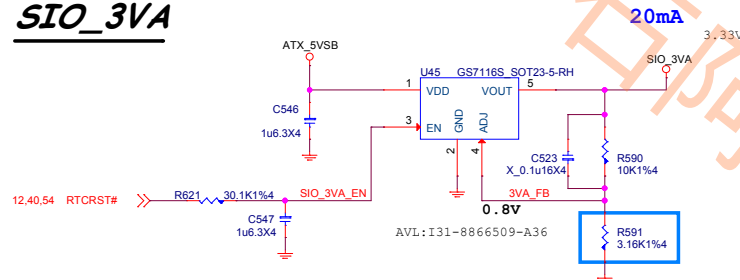 SIO_3VA
20mA
3.33V
ATX_5VSB
SIO_3VA
U45 GS7116S_SOT23-5-RH
1 VDD VOUT 5
C546
1u6.3X4
3 EN
GND
ADJ
2
4
C523
X_0.1u16X4
R590
10K1%4
12,40,54 RTCRST#
R621 30.1K1%4
SIO_3VA_EN
3VA_FB
0.8V
C547
1u6.3X4
AVL:I31-8866509-A36
R591
3.16K1%4